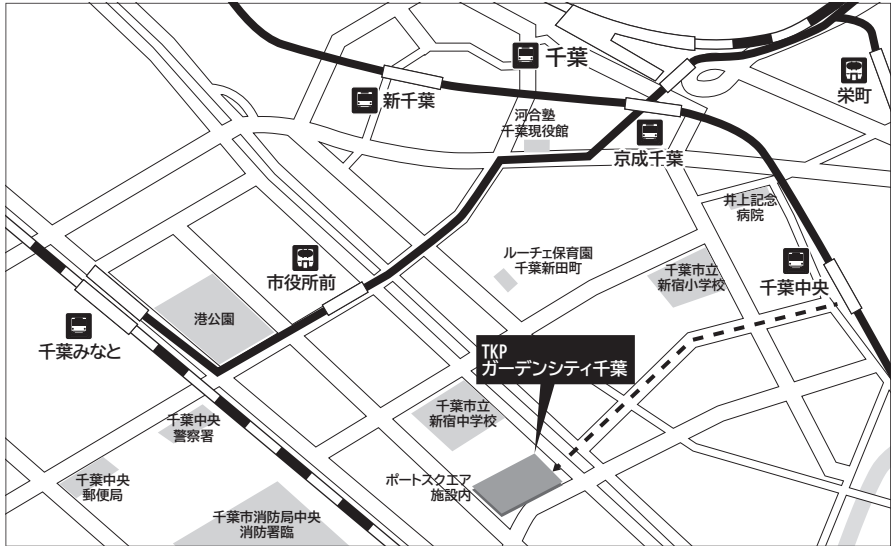 千葉
新千葉
栄町
河合塾
千葉現役館
京成千葉
井上記念
病院
ルーチェ保育園
千葉新田町
市役所前
千葉市立
新宿小学校
千葉中央
港公園
千葉みなと
TKP
ガーデンシティ千葉
千葉市立
新宿中学校
千葉中央
警察署
千葉中央
郵便局
ポートスクエア
施設内
千葉市消防局中央
消防署臨